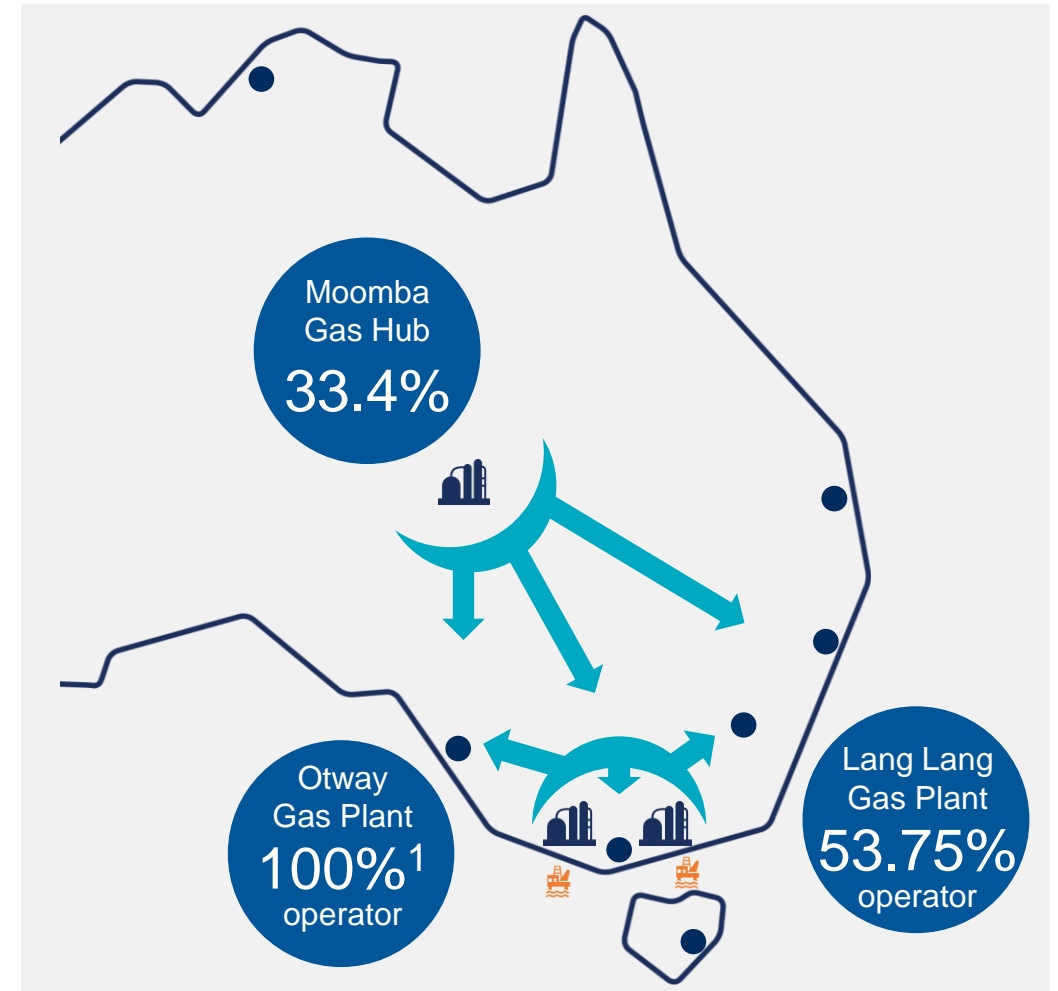 Moomba
Gas Hub
33.4%
Otway
Gas Plant
100%1
operator
Lang Lang
Gas Plant
53.75%
operator